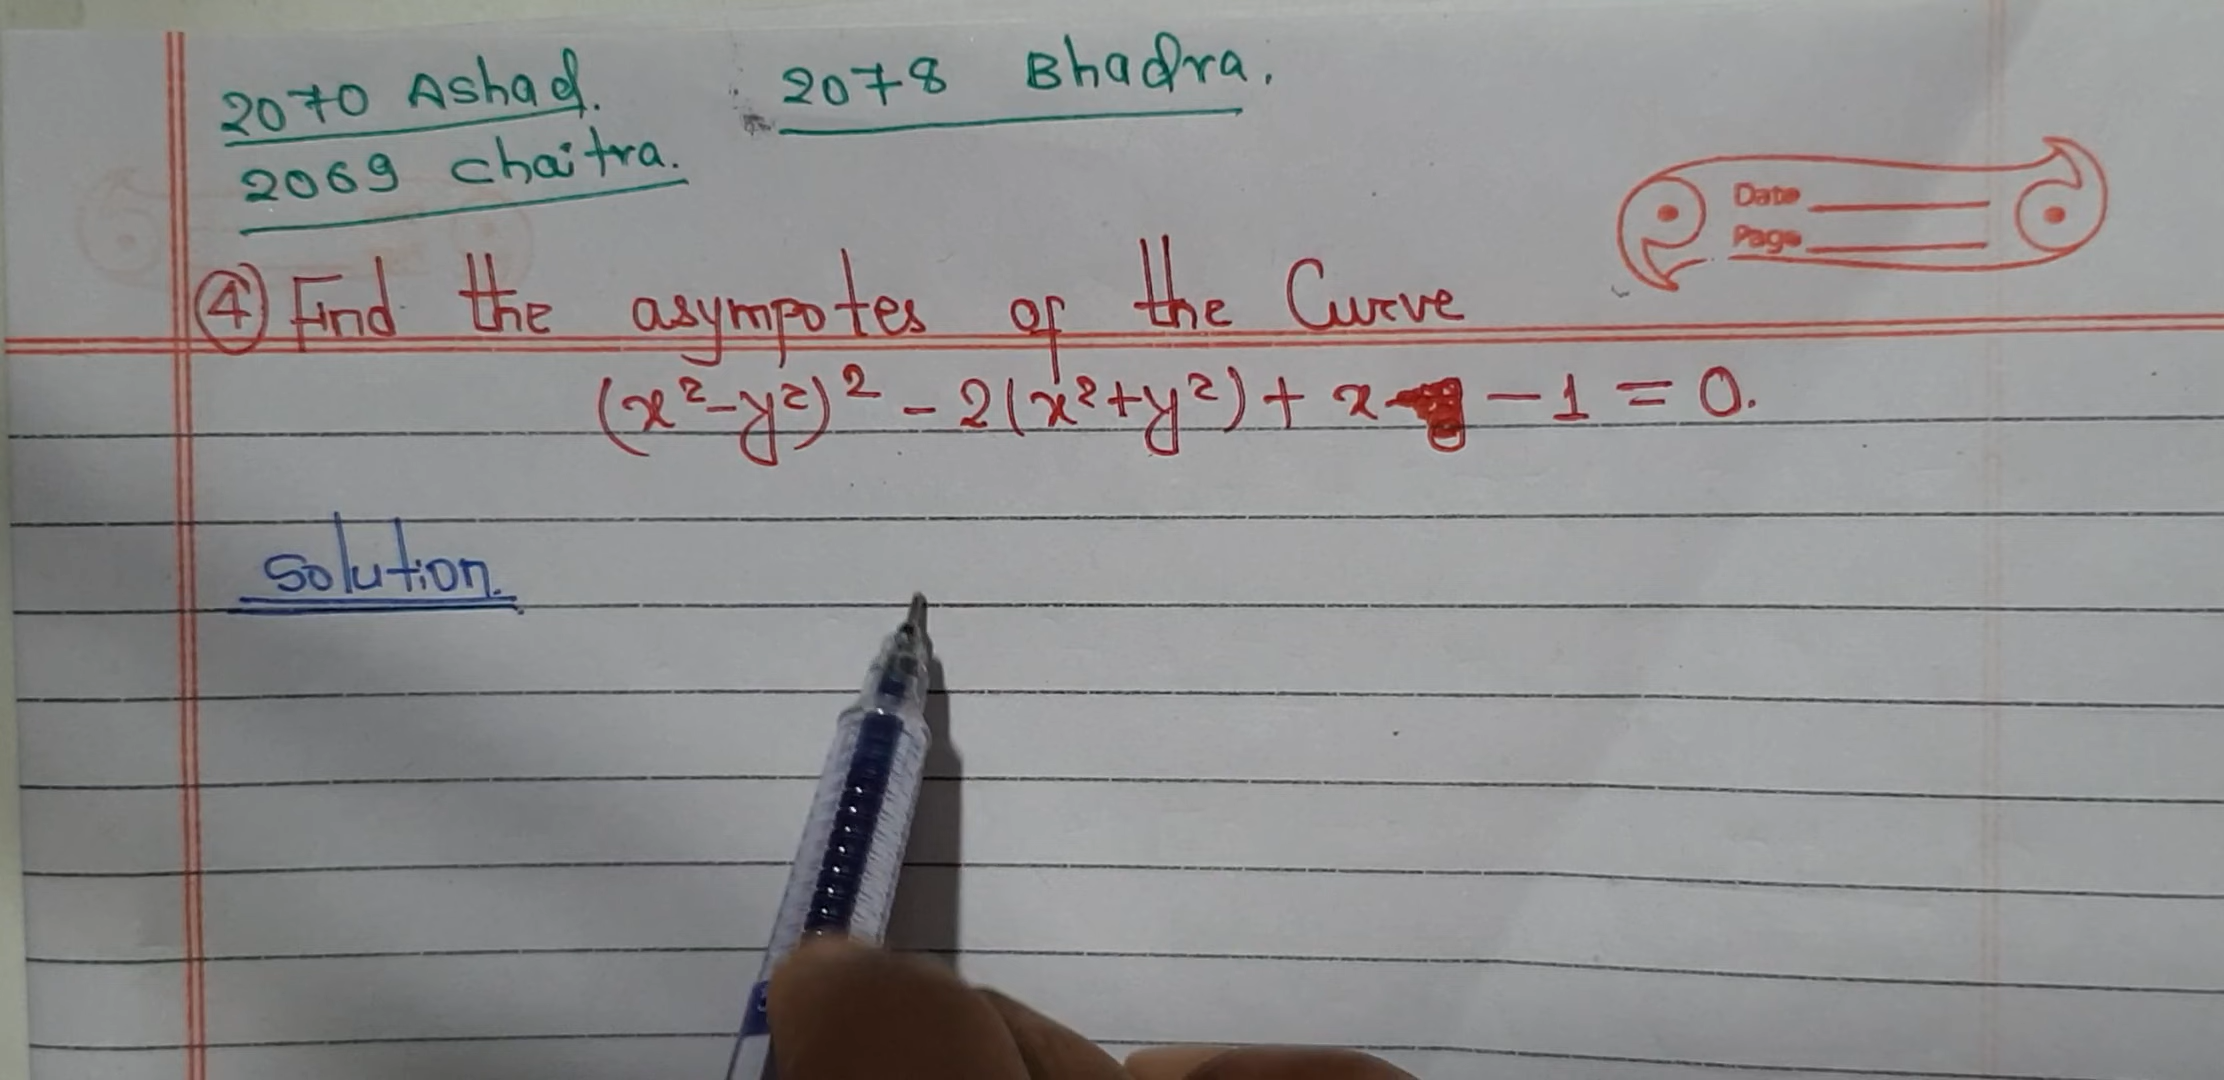 2070 Ashad. 2078 Bhadra.
2069 chaitra.
Date
Page
④ Find the asympotes of the Curve
(x²-y²)² - 2(x²+y²) + x - 1 = 0.
Solution.